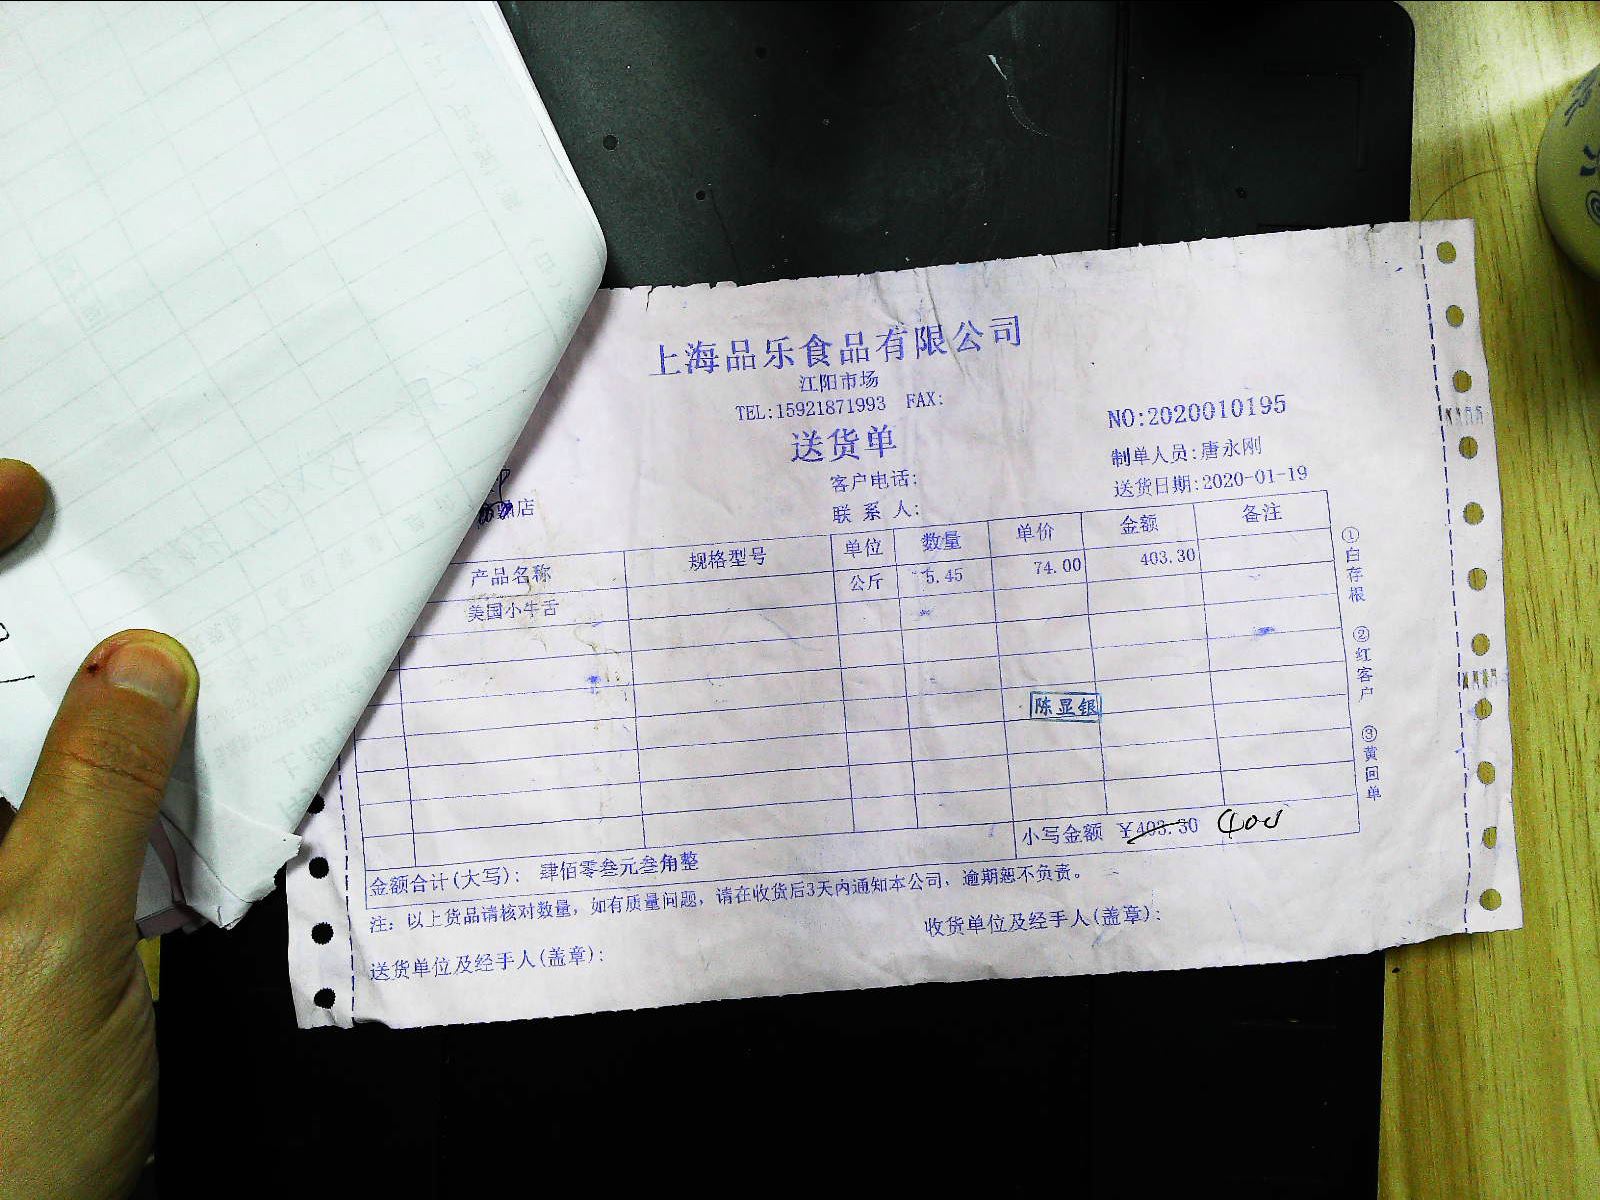 上海品乐食品有限公司
江阳市场
TEL:15921871993 FAX:
NO:2020010195
送货单
制单人员:唐永刚
客户电话:
送货日期:2020-01-19
店
联系人:
产品名称 规格型号 单位 数量 单价 金额 备注
美国小牛舌 公斤 5.45 74.00 403.30
陈显银
小写金额 ¥403.30 400
金额合计(大写): 肆佰零叁元叁角整
注: 以上货品请核对数量，如有质量问题，请在收货后3天内通知本公司，逾期恕不负责。
送货单位及经手人(盖章):
收货单位及经手人(盖章):
①白存根 ②红客户 ③黄回单